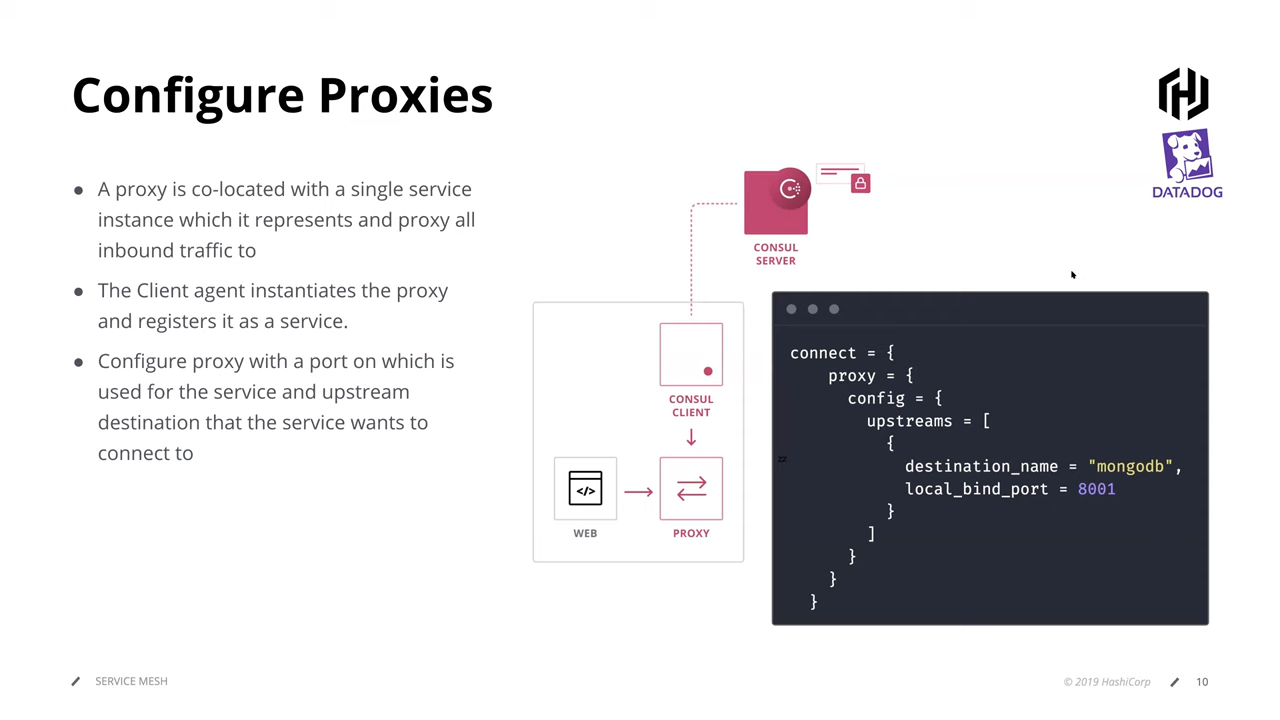 Configure Proxies
DATADOG
● A proxy is co-located with a single service
instance which it represents and proxy all
inbound traffic to
● The Client agent instantiates the proxy
and registers it as a service.
● Configure proxy with a port on which is
used for the service and upstream
destination that the service wants to
connect to
CONSUL
SERVER
CONSUL
CLIENT
</>
WEB
PROXY
connect = {
proxy = {
config = {
upstreams = [
{
destination_name = "mongodb",
local_bind_port = 8001
}
]
}
}
}
SERVICE MESH
© 2019 HashiCorp
10